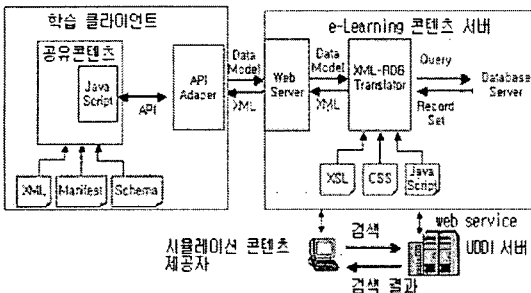 학습 클라이언트
공유콘텐츠
Java
Script
API
API
Adaper
XML
Manifest
Schema
Data
Model
XML
e-Learning 콘텐츠 서버
Web
Server
Data
Model
XML
XML-RDB
Translator
Query
Record
Set
Database
Server
XSL
CSS
Java
Script
시뮬레이션 콘텐츠
제공자
검색
검색 결과
web service
UDDI 서버